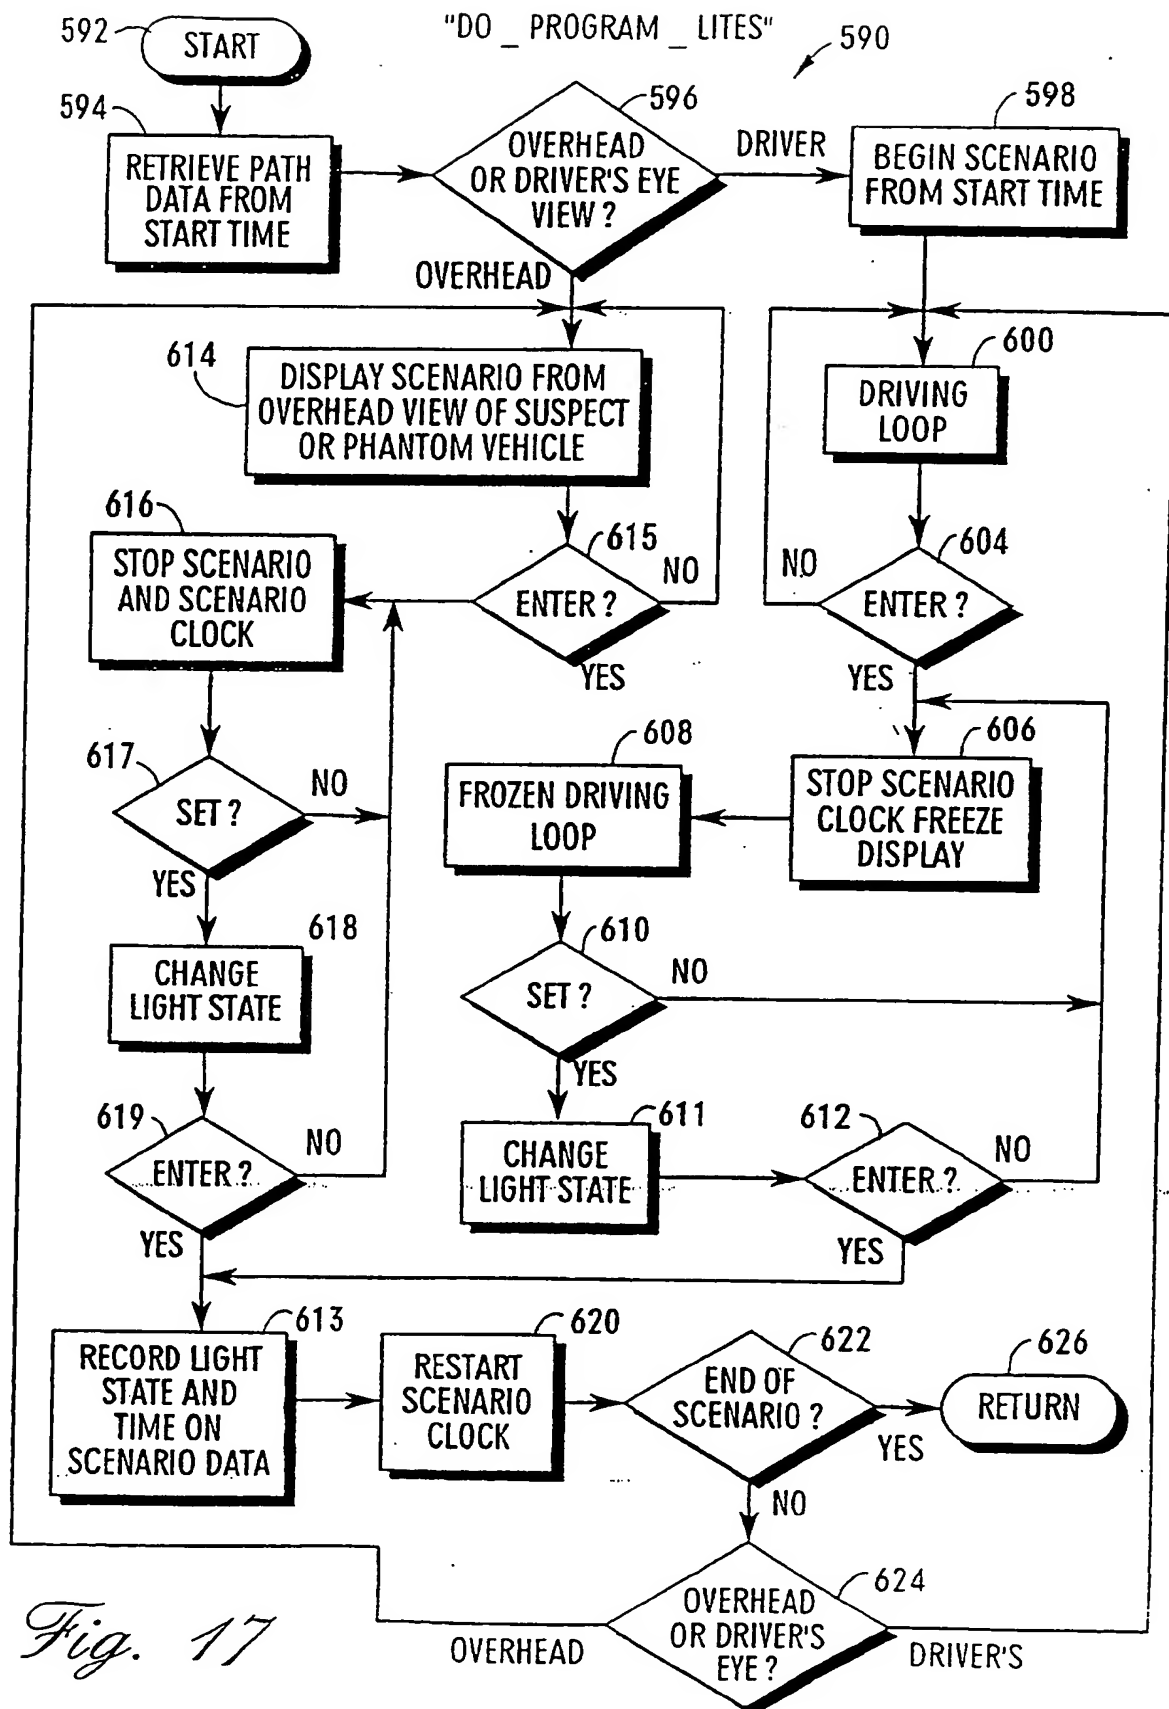 "DO _ PROGRAM _ LITES"
590
592
START
594
RETRIEVE PATH
DATA FROM
START TIME
596
OVERHEAD
OR DRIVER'S EYE
VIEW ?
DRIVER
OVERHEAD
598
BEGIN SCENARIO
FROM START TIME
600
DRIVING
LOOP
614
DISPLAY SCENARIO FROM
OVERHEAD VIEW OF SUSPECT
OR PHANTOM VEHICLE
615
ENTER ?
NO
YES
604
NO
ENTER ?
YES
616
STOP SCENARIO
AND SCENARIO
CLOCK
617
SET ?
NO
YES
608
FROZEN DRIVING
LOOP
606
STOP SCENARIO
CLOCK FREEZE
DISPLAY
618
CHANGE
LIGHT STATE
610
SET ?
NO
YES
619
ENTER ?
NO
YES
611
CHANGE
LIGHT STATE
612
ENTER ?
NO
YES
613
RECORD LIGHT
STATE AND
TIME ON
SCENARIO DATA
620
RESTART
SCENARIO
CLOCK
622
END OF
SCENARIO ?
YES
NO
626
RETURN
624
OVERHEAD
OR DRIVER'S
EYE ?
OVERHEAD
DRIVER'S
Fig. 17